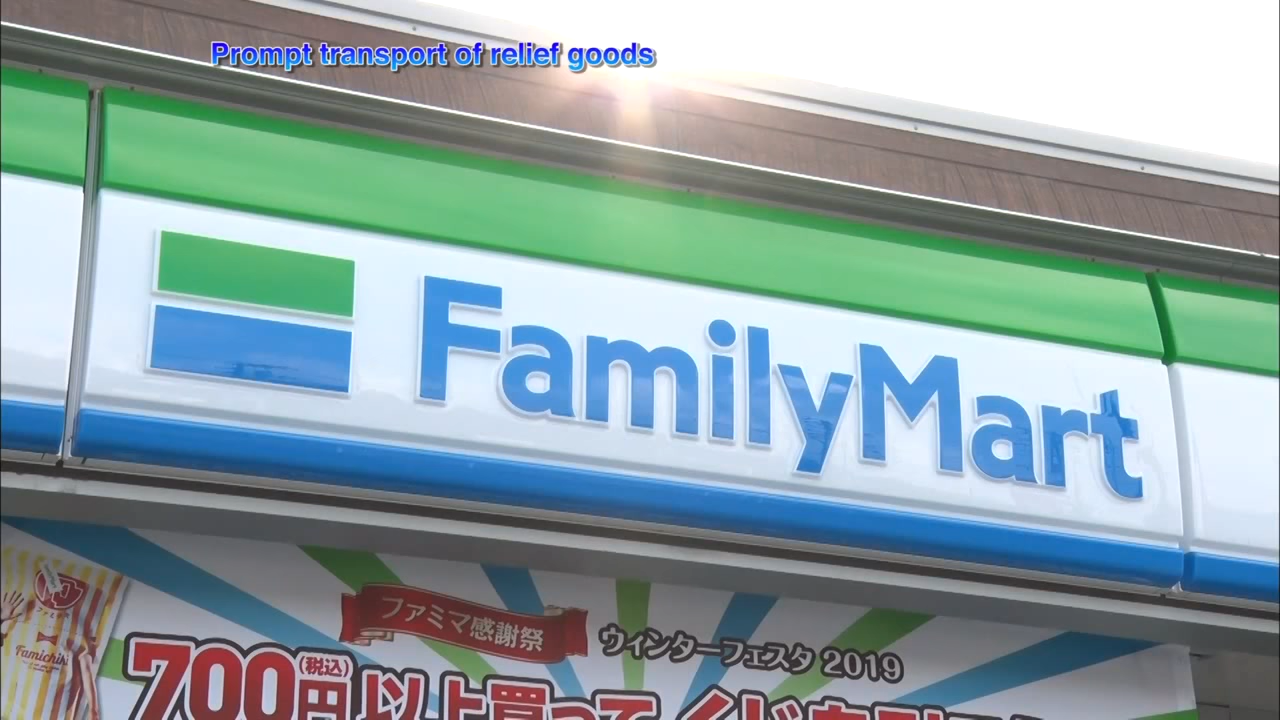 Prompt transport of relief goods
FamilyMart
ファミマ感謝祭
ウィンターフェスタ 2019
Famichiki
700円(税込)以上買って